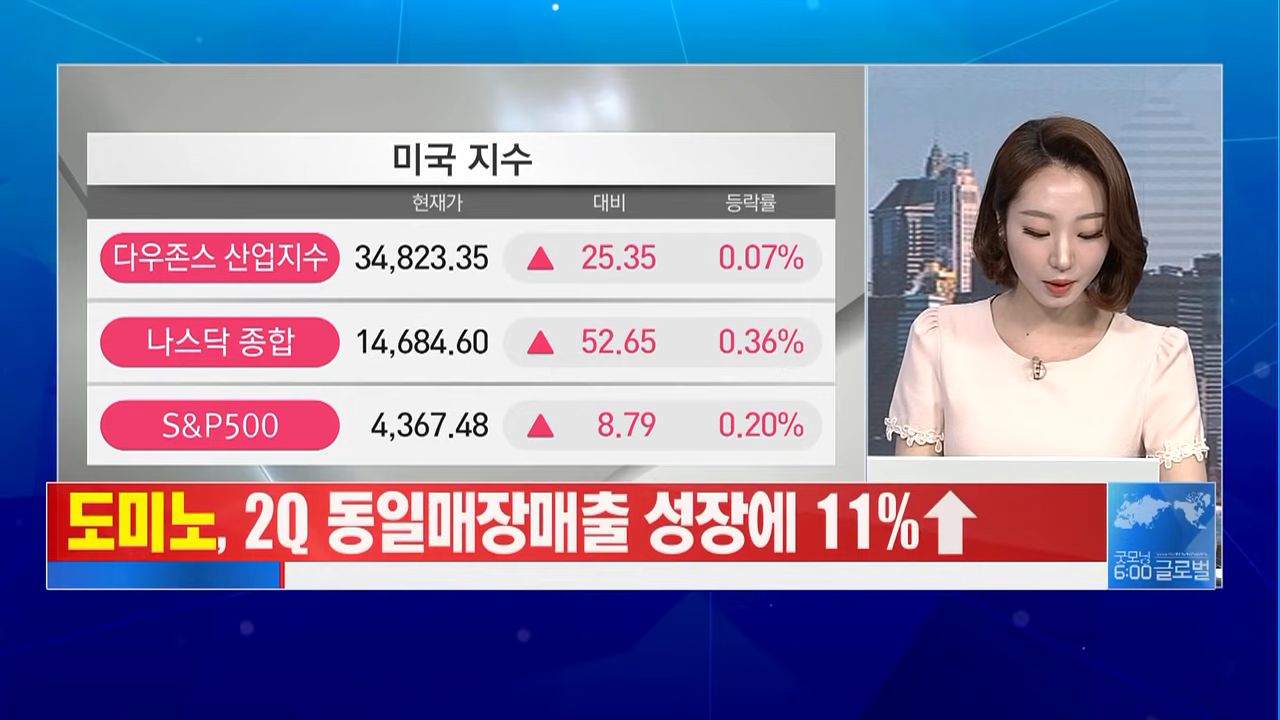 미국 지수
현재가 대비 등락률
다우존스 산업지수 34,823.35 ▲ 25.35 0.07%
나스닥 종합 14,684.60 ▲ 52.65 0.36%
S&P500 4,367.48 ▲ 8.79 0.20%
도미노, 2Q 동일매장매출 성장에 11%⬆
굿모닝
6:00 글로벌